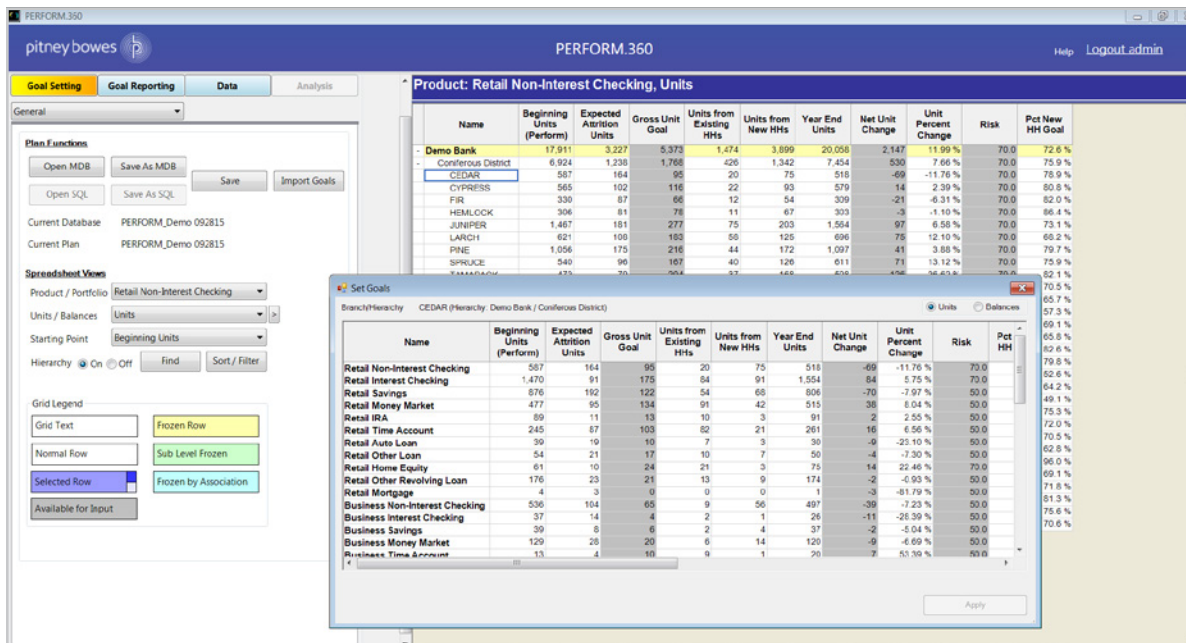 PERFORM.360
pitney bowes
PERFORM.360
Help Logout admin
Goal Setting Goal Reporting Data Analysis
General
Plan Functions
Open MDB Save As MDB Save Import Goals
Open SQL Save As SQL
Current Database PERFORM_Demo 092815
Current Plan PERFORM_Demo 092815
Spreadsheet Views
Product / Portfolio Retail Non-Interest Checking
Units / Balances Units >
Starting Point Beginning Units
Hierarchy On Off Find Sort / Filter
Grid Legend
Grid Text Frozen Row
Normal Row Sub Level Frozen
Selected Row Frozen by Association
Available for Input
Product: Retail Non-Interest Checking, Units
Name Beginning Units (Perform) Expected Attrition Units Gross Unit Goal Units from Existing HHs Units from New HHs Year End Units Net Unit Change Unit Percent Change Risk Pct New HH Goal
- Demo Bank 17,911 3,227 5,373 1,474 3,899 20,058 2,147 11.99 % 70.0 72.6 %
- Coniferous District 6,924 1,238 1,768 426 1,342 7,454 530 7.66 % 70.0 75.9 %
CEDAR 587 164 95 20 75 518 -69 -11.76 % 70.0 78.9 %
CYPRESS 565 102 116 22 93 579 14 2.39 % 70.0 80.8 %
FIR 330 87 66 12 54 309 -21 -6.31 % 70.0 82.0 %
HEMLOCK 306 81 78 11 67 303 -3 -1.10 % 70.0 86.4 %
JUNIPER 1,467 181 277 75 203 1,564 97 6.58 % 70.0 73.1 %
LARCH 621 108 183 58 125 696 75 12.10 % 70.0 68.2 %
PINE 1,056 175 216 44 172 1,097 41 3.88 % 70.0 79.7 %
SPRUCE 540 96 167 40 126 611 71 13.12 % 70.0 75.9 %
82.1 %
70.5 %
65.7 %
57.3 %
69.1 %
65.8 %
82.6 %
79.8 %
52.6 %
64.2 %
49.1 %
75.3 %
72.0 %
70.5 %
62.8 %
96.0 %
69.1 %
71.8 %
81.3 %
75.6 %
70.6 %
Set Goals
Branch/Hierarchy CEDAR (Hierarchy: Demo Bank / Coniferous District) Units Balances
Name Beginning Units (Perform) Expected Attrition Units Gross Unit Goal Units from Existing HHs Units from New HHs Year End Units Net Unit Change Unit Percent Change Risk Pct HH
Retail Non-Interest Checking 587 164 95 20 75 518 -69 -11.76 % 70.0
Retail Interest Checking 1,470 91 175 84 91 1,554 84 5.75 % 70.0
Retail Savings 876 192 122 54 68 806 -70 -7.97 % 50.0
Retail Money Market 477 95 134 91 42 515 38 8.04 % 50.0
Retail IRA 89 11 13 10 3 91 2 2.55 % 50.0
Retail Time Account 245 87 103 82 21 261 16 6.56 % 50.0
Retail Auto Loan 39 19 10 7 3 30 -9 -23.10 % 50.0
Retail Other Loan 54 21 17 10 7 50 -4 -7.30 % 50.0
Retail Home Equity 61 10 24 21 3 75 14 22.46 % 70.0
Retail Other Revolving Loan 176 23 21 13 9 174 -2 -0.93 % 50.0
Retail Mortgage 4 3 0 0 0 1 -3 -81.79 % 50.0
Business Non-Interest Checking 536 104 65 9 56 497 -39 -7.23 % 50.0
Business Interest Checking 37 14 4 2 1 26 -11 -28.39 % 50.0
Business Savings 39 8 6 2 4 37 -2 -5.04 % 50.0
Business Money Market 129 28 20 6 14 120 -9 -6.69 % 50.0
Business Time Account 13 4 10 9 1 20 7 53.39 % 50.0
Apply